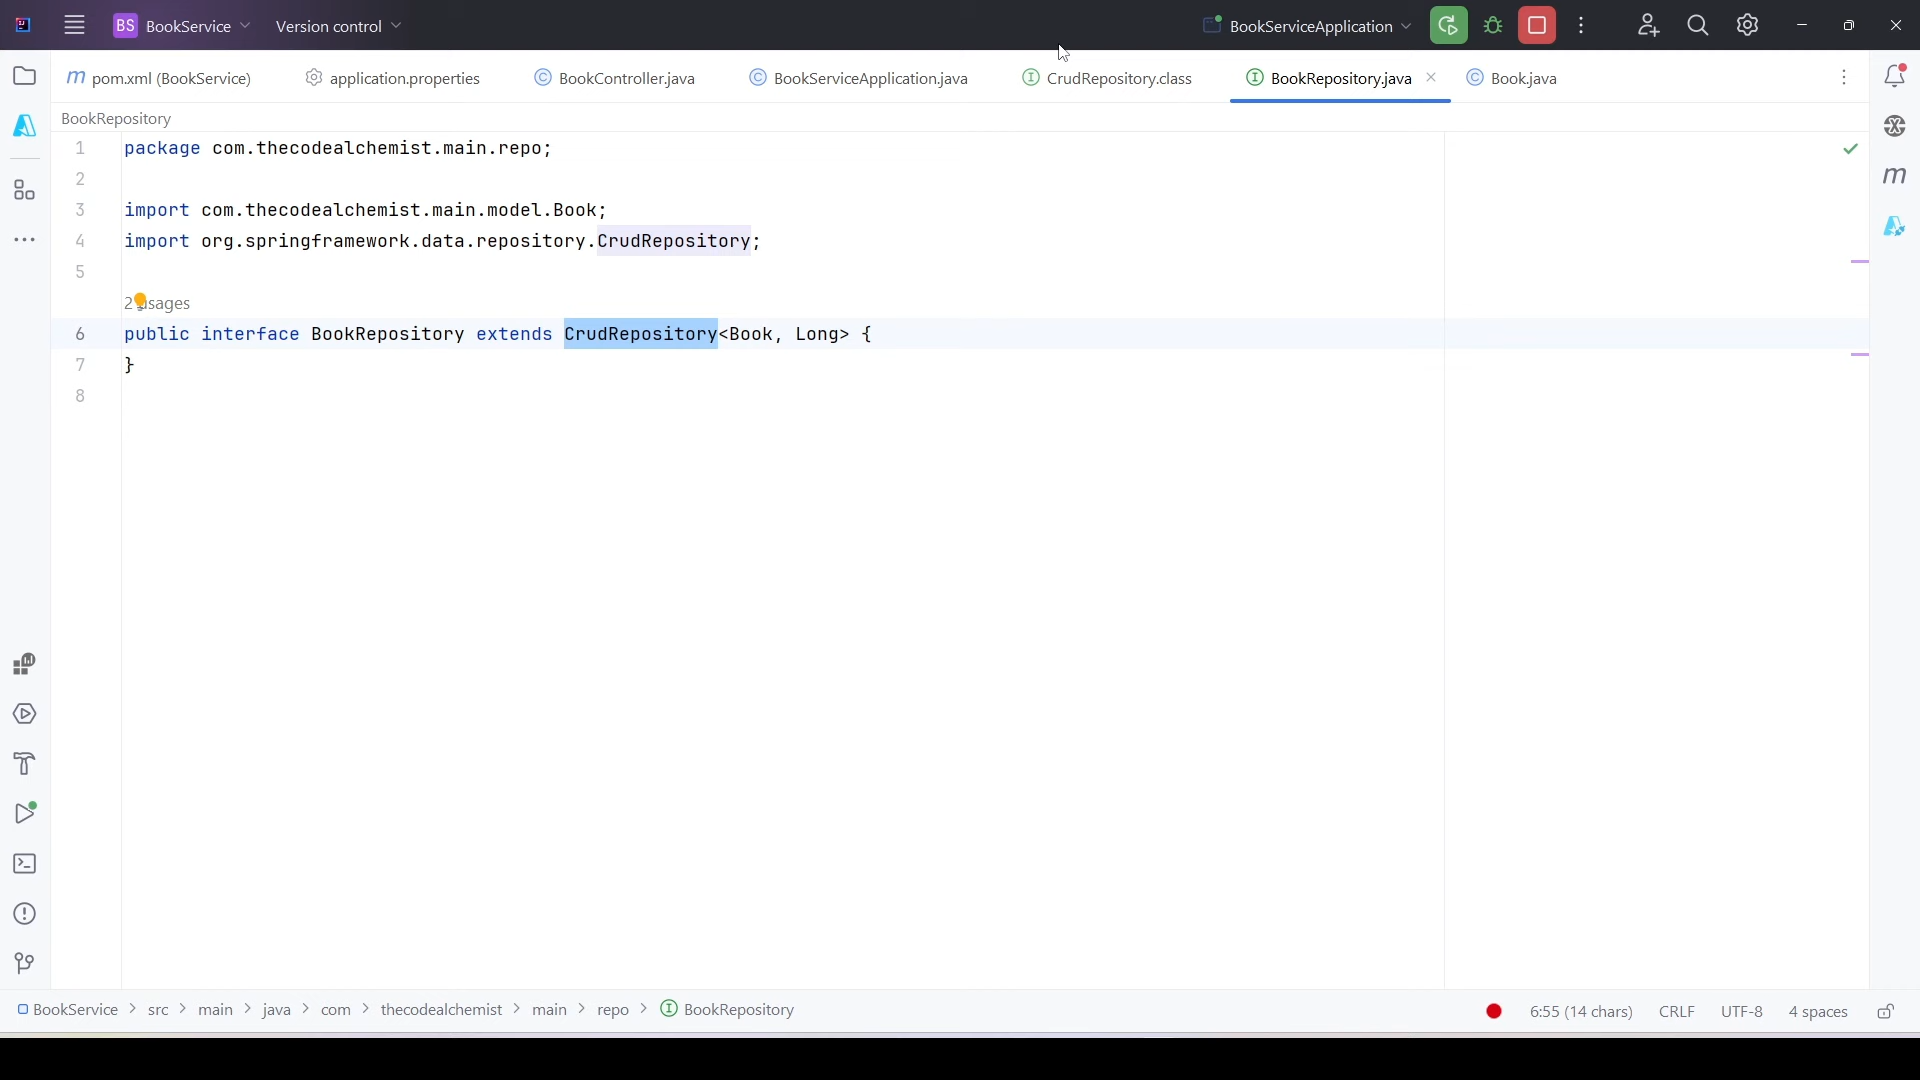 BS BookService Version control BookServiceApplication
m pom.xml (BookService) application.properties BookController.java BookServiceApplication.java CrudRepository.class BookRepository.java Book.java
BookRepository
1 package com.thecodealchemist.main.repo;
2
3 import com.thecodealchemist.main.model.Book;
4 import org.springframework.data.repository.CrudRepository;
5
2 usages
6 public interface BookRepository extends CrudRepository<Book, Long> {
7 }
8
BookService > src > main > java > com > thecodealchemist > main > repo > BookRepository 6:55 (14 chars) CRLF UTF-8 4 spaces